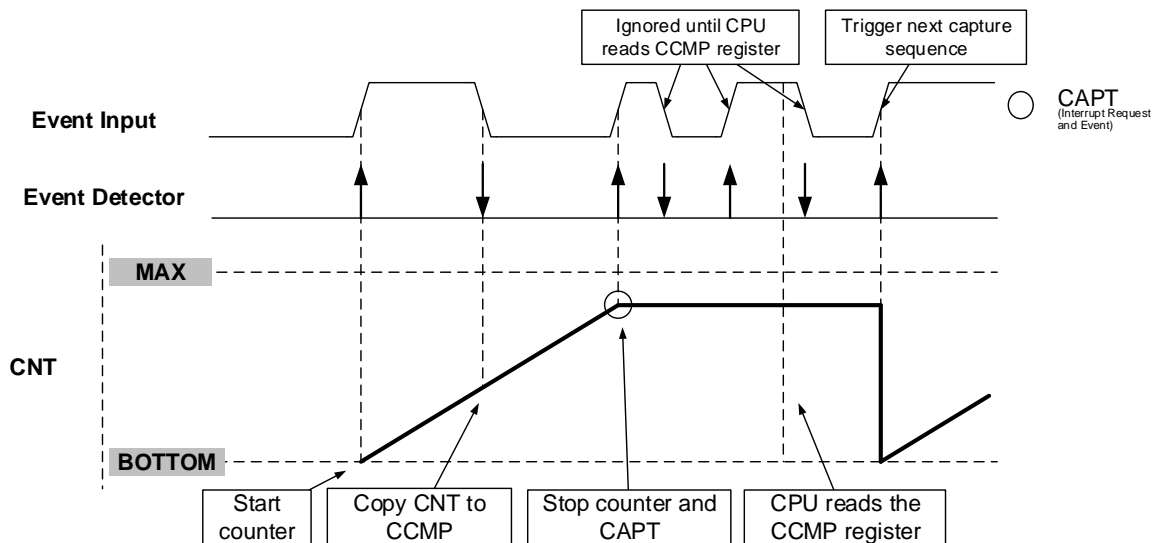 Ignored until CPU
reads CCMP register
Trigger next capture
sequence
Event Input
CAPT
(Interrupt Request
and Event)
Event Detector
MAX
CNT
BOTTOM
Start
counter
Copy CNT to
CCMP
Stop counter and
CAPT
CPU reads the
CCMP register